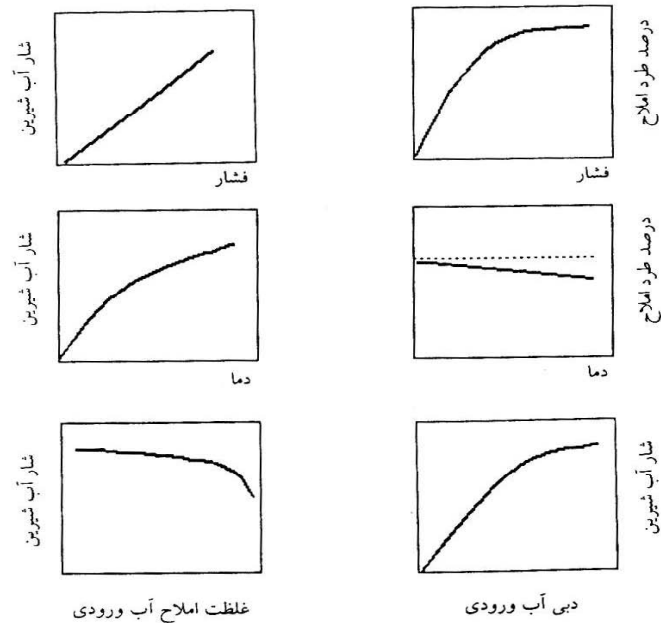 درصد طرد املاح
فشار
شار آب شیرین
فشار
درصد طرد املاح
دما
شار آب شیرین
دما
شار آب شیرین
دبی آب ورودی
شار آب شیرین
غلظت املاح آب ورودی